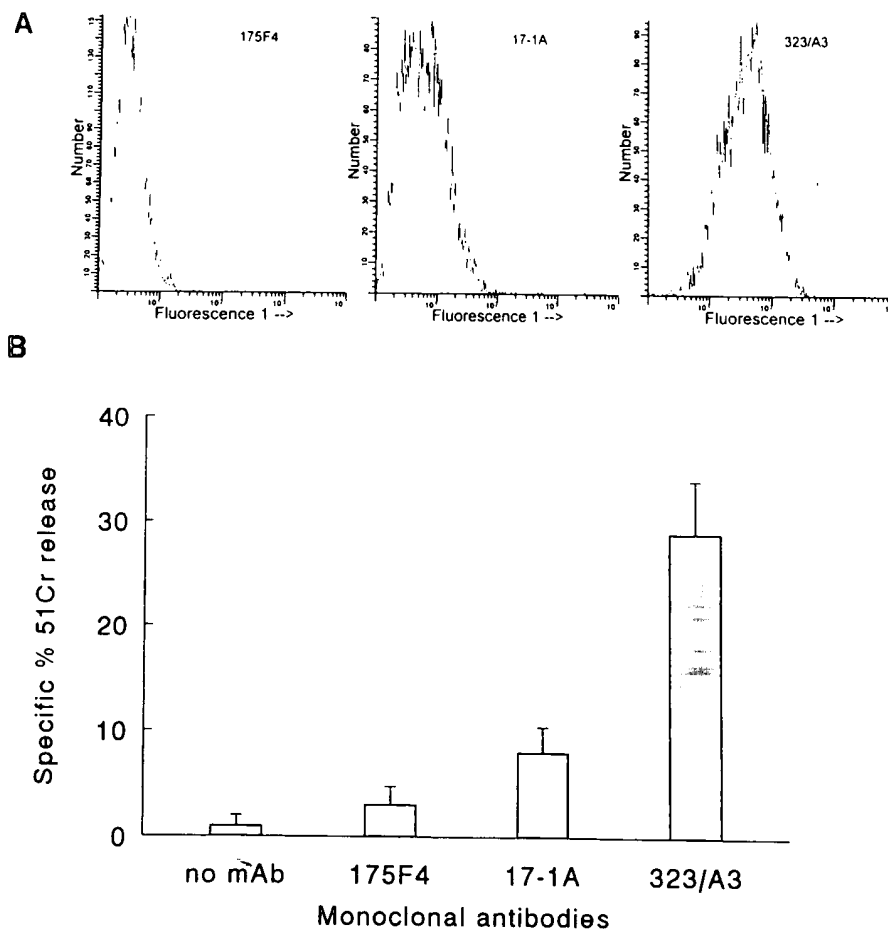 A
175F4
17-1A
323/A3
Number
Number
Number
Fluorescence 1 -->
Fluorescence 1 -->
Fluorescence 1 -->
B
Specific % 51Cr release
40
30
20
10
0
no mAb 175F4 17-1A 323/A3
Monoclonal antibodies